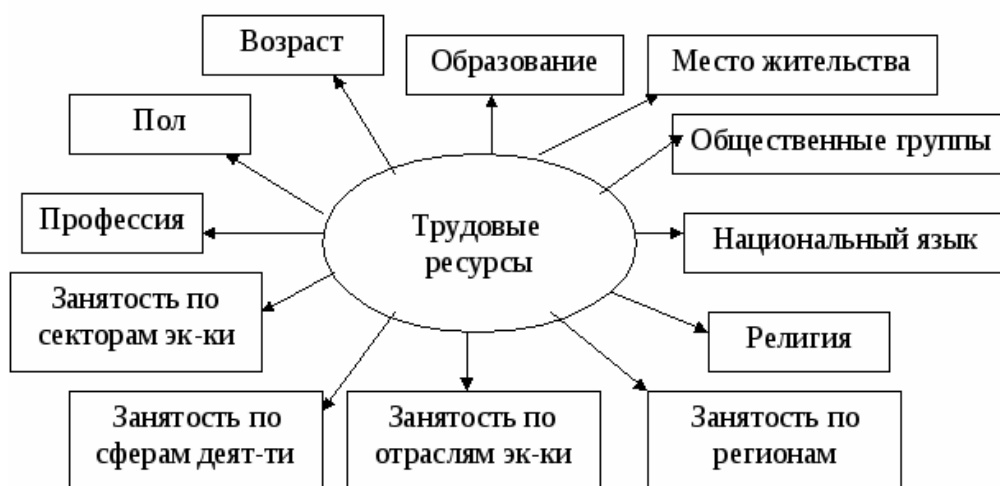 Возраст
Образование
Место жительства
Пол
Общественные группы
Профессия
Трудовые
ресурсы
Национальный язык
Занятость по
секторам эк-ки
Религия
Занятость по
сферам деят-ти
Занятость по
отраслям эк-ки
Занятость по
регионам